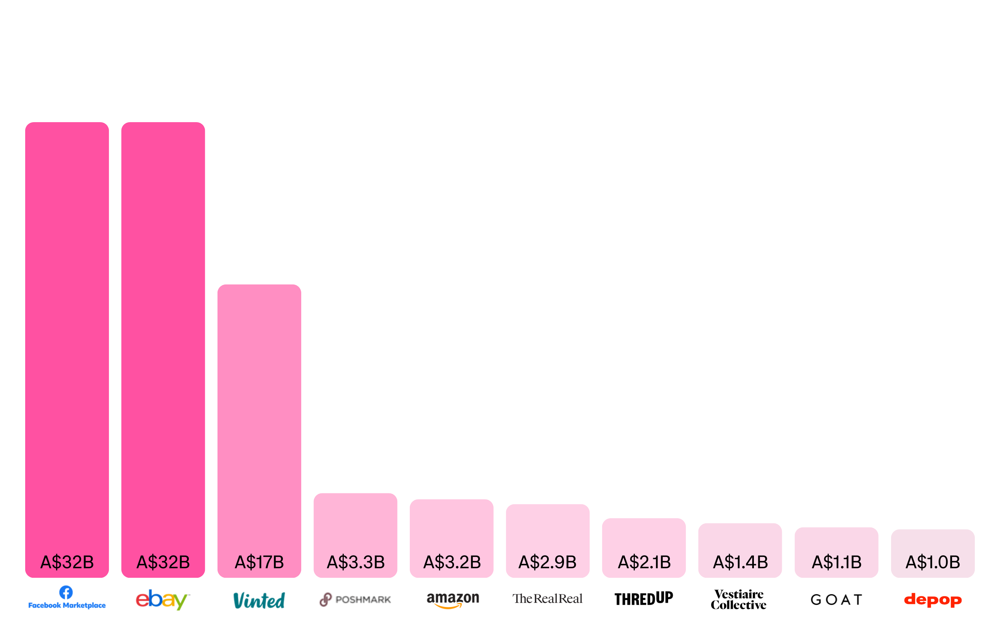 A$32B
A$32B
A$17B
A$3.3B
A$3.2B
A$2.9B
A$2.1B
A$1.4B
A$1.1B
A$1.0B
Facebook Marketplace
ebay™
Vinted
POSHMARK
amazon
TheRealReal
THREDUP
Vestiaire
Collective
GOAT
depop